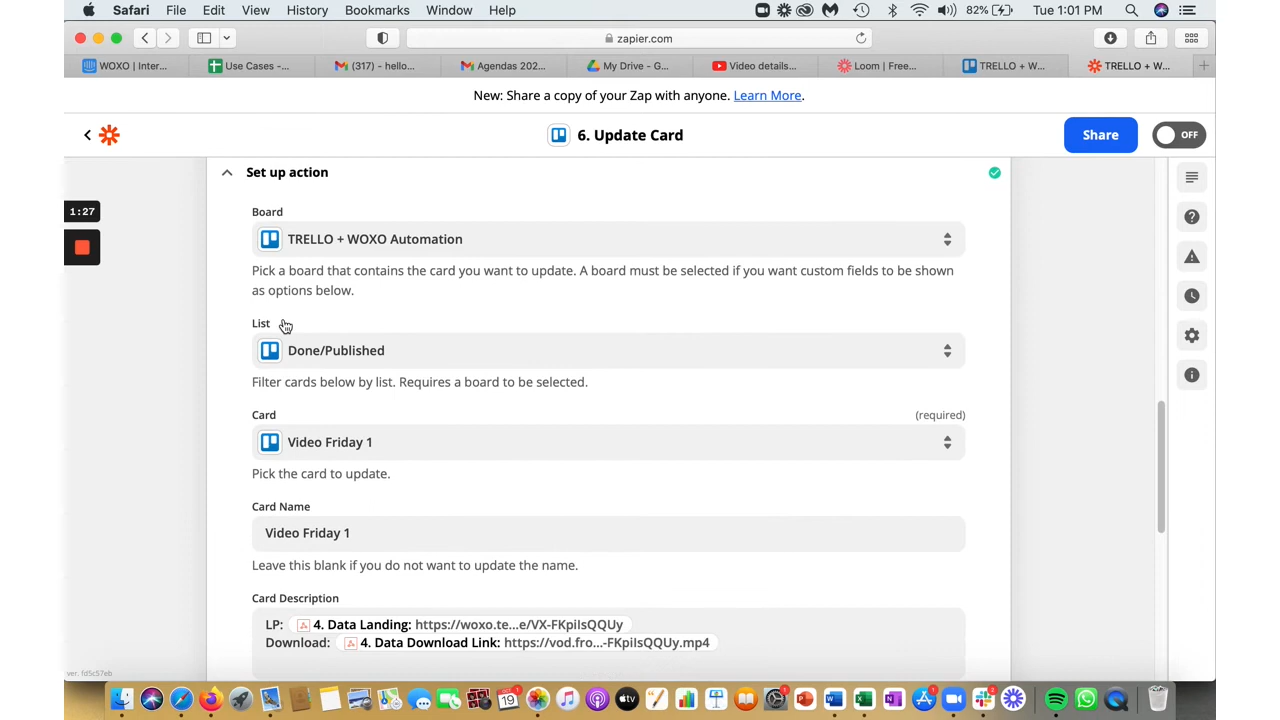 Safari File Edit View History Bookmarks Window Help 82% Tue 1:01 PM
zapier.com
WOXO | Inter... Use Cases -... (317) - hello... Agendas 202... My Drive - G... Video details... Loom | Free... TRELLO + W... TRELLO + W...
New: Share a copy of your Zap with anyone. Learn More.
6. Update Card Share OFF
Set up action
1:27
Board
TRELLO + WOXO Automation
Pick a board that contains the card you want to update. A board must be selected if you want custom fields to be shown
as options below.
List
Done/Published
Filter cards below by list. Requires a board to be selected.
Card (required)
Video Friday 1
Pick the card to update.
Card Name
Video Friday 1
Leave this blank if you do not want to update the name.
Card Description
LP: 4. Data Landing: https://woxo.te...e/VX-FKpiIsQQUy
Download: 4. Data Download Link: https://vod.fro...-FKpiIsQQUy.mp4
ver. fd5c57eb